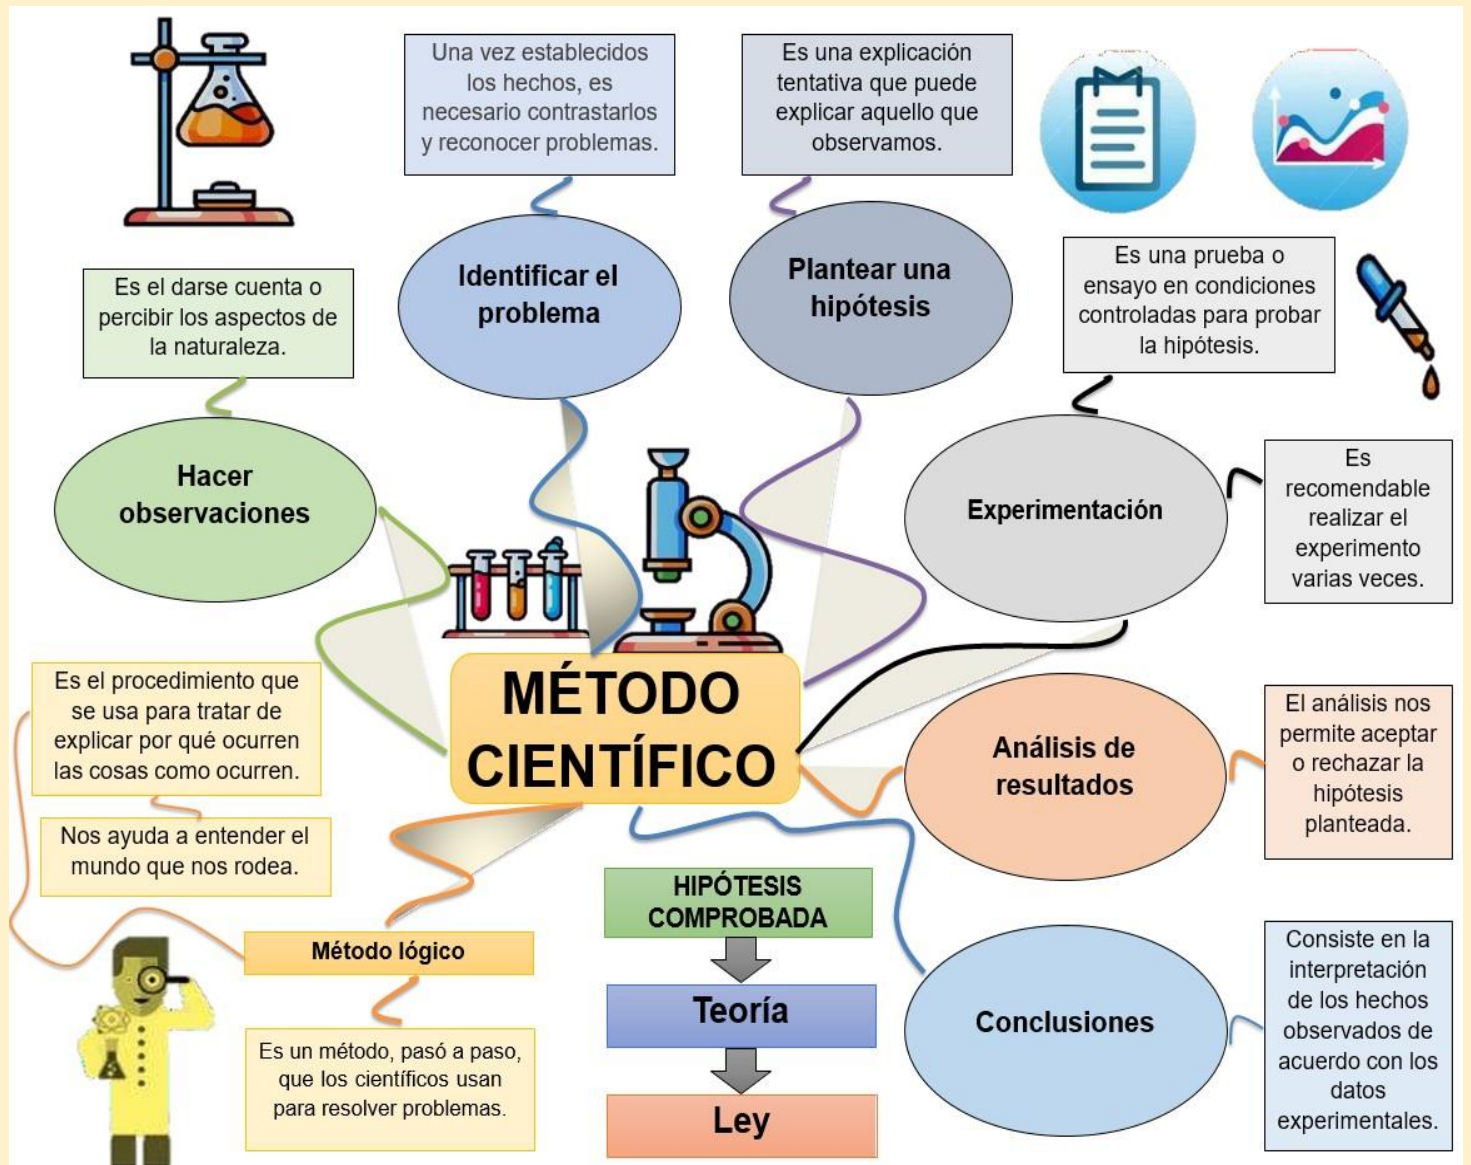 Una vez establecidos
los hechos, es
necesario contrastarlos
y reconocer problemas.
Es una explicación
tentativa que puede
explicar aquello que
observamos.
Identificar el
problema
Plantear una
hipótesis
Es una prueba o
ensayo en condiciones
controladas para probar
la hipótesis.
Es el darse cuenta o
percibir los aspectos de
la naturaleza.
Hacer
observaciones
Experimentación
Es
recomendable
realizar el
experimento
varias veces.
MÉTODO
CIENTÍFICO
Es el procedimiento que
se usa para tratar de
explicar por qué ocurren
las cosas como ocurren.
Nos ayuda a entender el
mundo que nos rodea.
Análisis de
resultados
El análisis nos
permite aceptar
o rechazar la
hipótesis
planteada.
Método lógico
Es un método, pasó a paso,
que los científicos usan
para resolver problemas.
HIPÓTESIS
COMPROBADA
Teoría
Ley
Conclusiones
Consiste en la
interpretación
de los hechos
observados de
acuerdo con los
datos
experimentales.